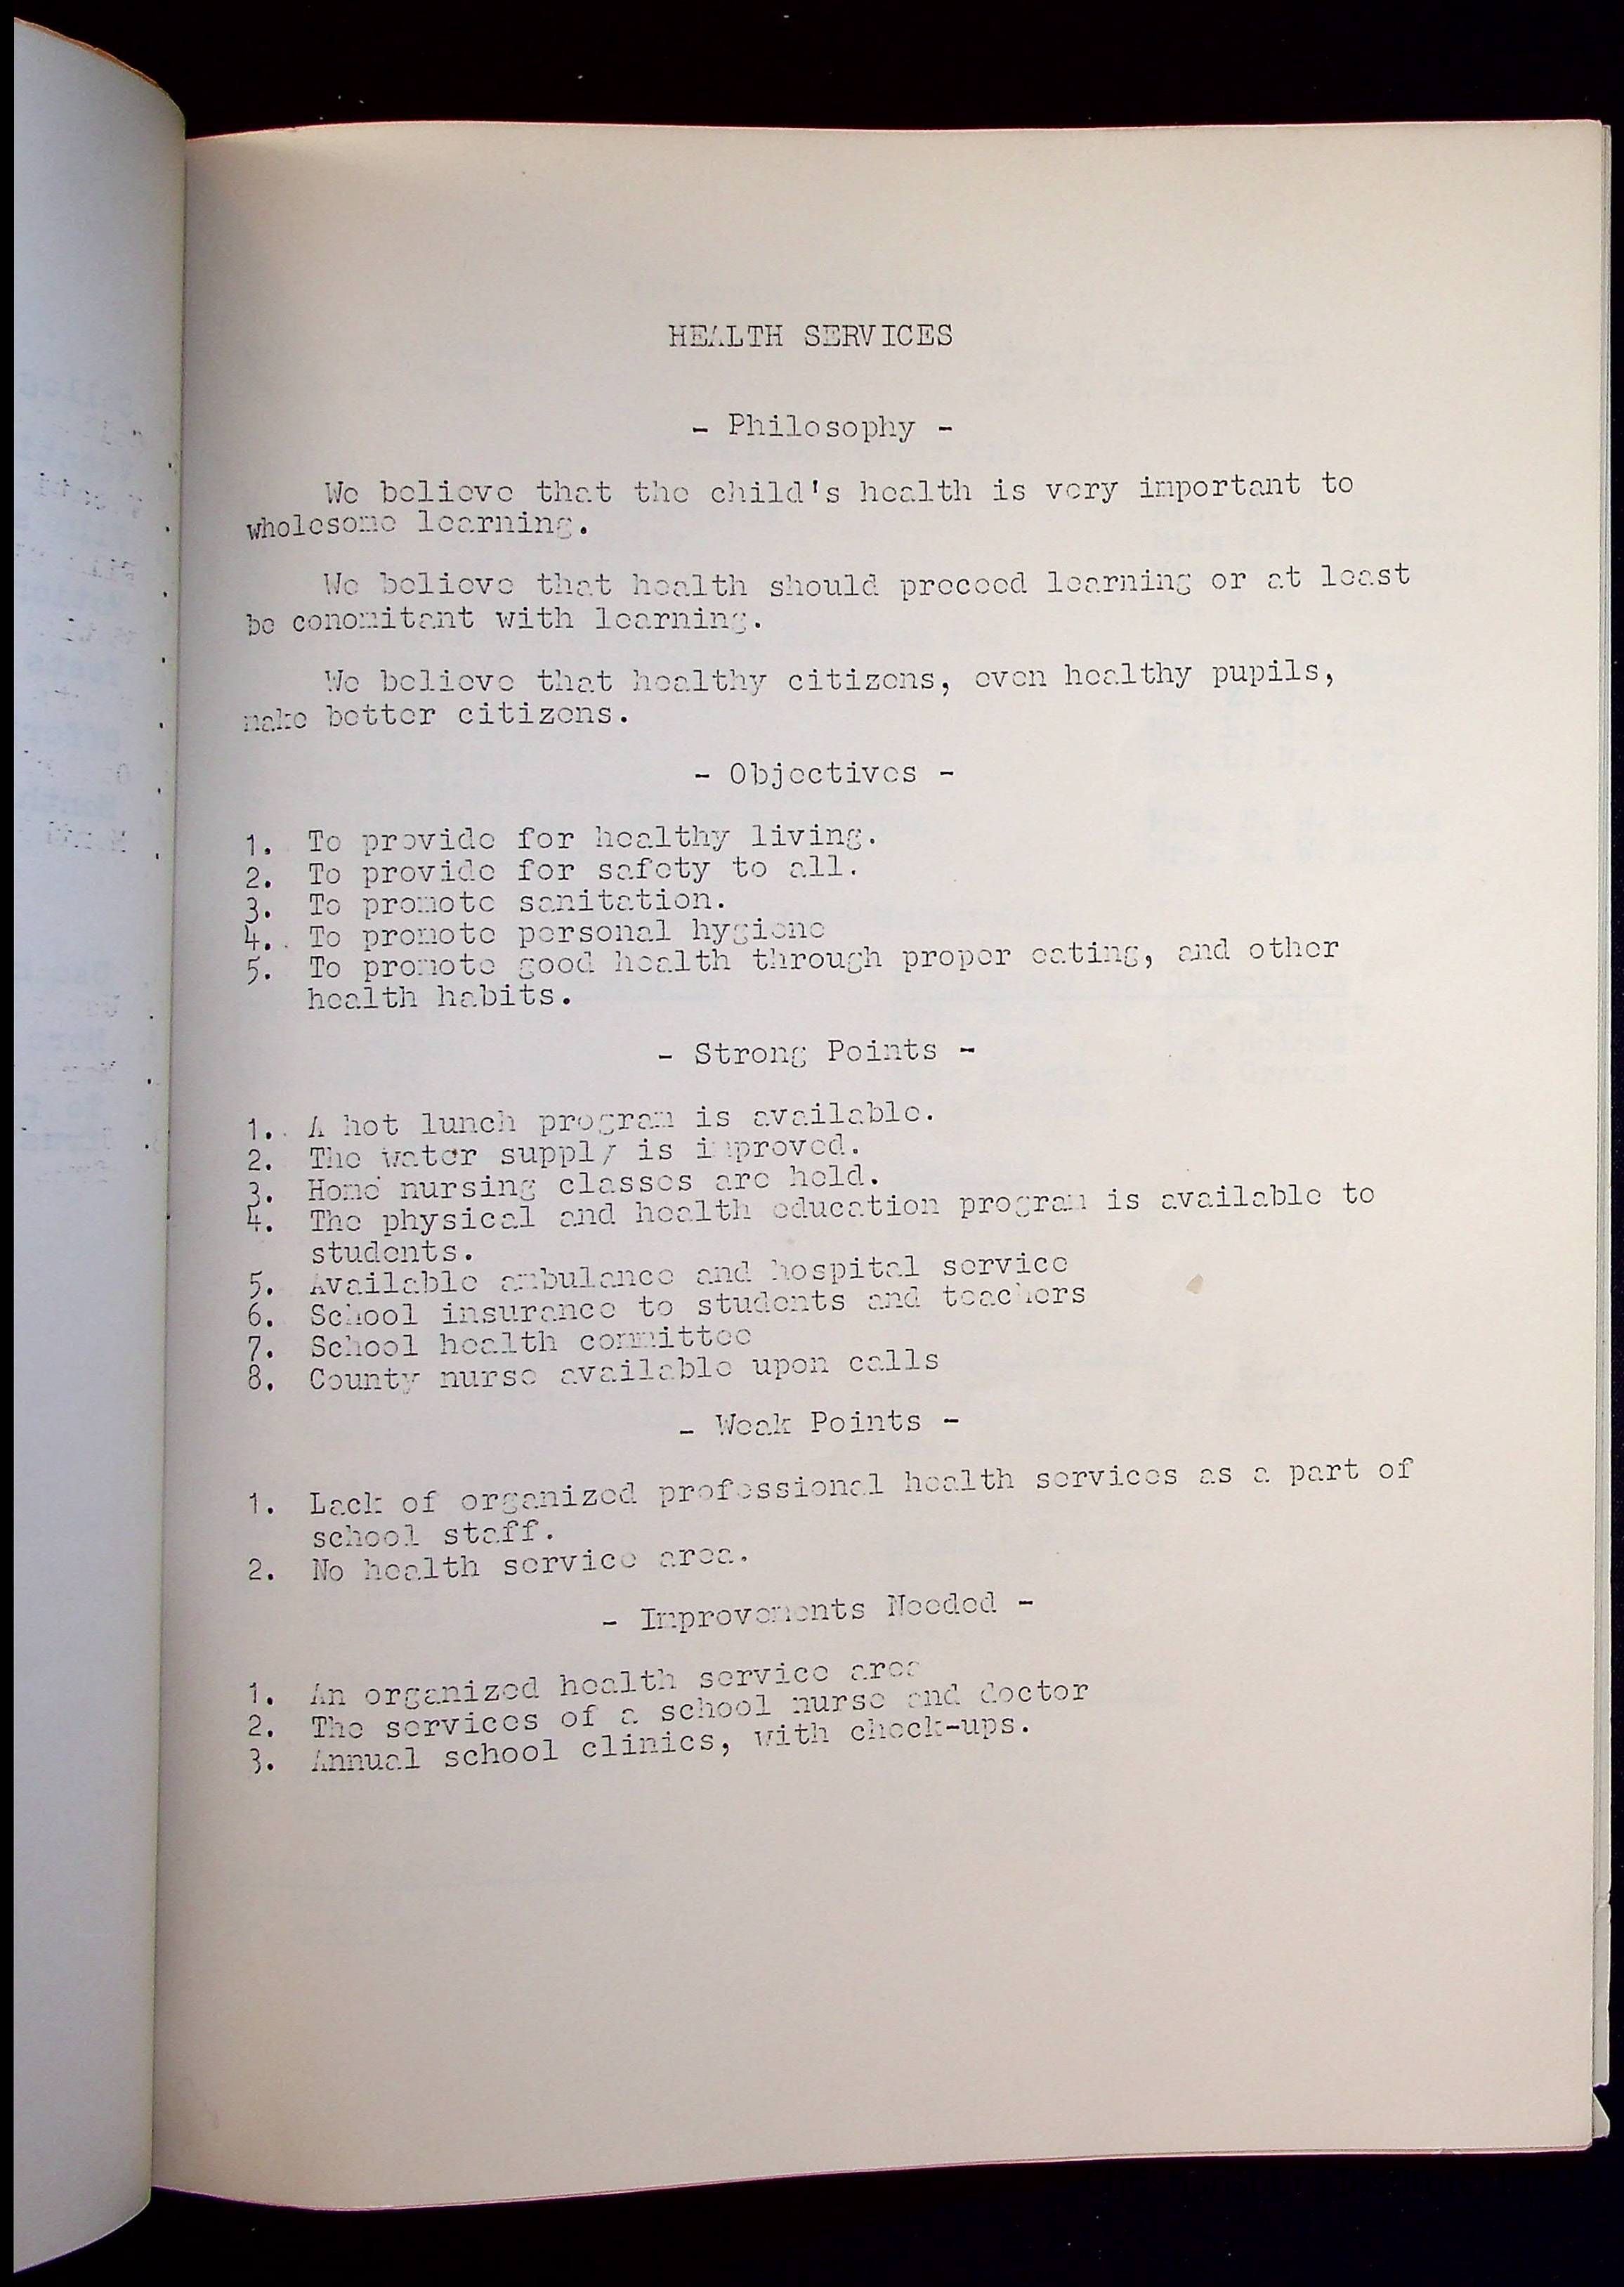 HEALTH SERVICES
- Philosophy -
We believe that the child's health is very important to
wholesome learning.
We believe that health should preceed learning or at least
be conomitant with learning.
We believe that healthy citizens, even healthy pupils,
make better citizens.
- Objectives -
1. To provide for healthy living.
2. To provide for safety to all.
3. To promote sanitation.
4. To promote personal hygiene
5. To promote good health through proper eating, and other
health habits.
- Strong Points -
1. A hot lunch program is available.
2. The water supply is improved.
3. Home nursing classes are held.
4. The physical and health education program is available to
students.
5. Available ambulance and hospital service
6. School insurance to students and teachers
7. School health committee
8. County nurse available upon calls
- Weak Points -
1. Lack of organized professional health services as a part of
school staff.
2. No health service area.
- Improvements Needed -
1. An organized health service area
2. The services of a school nurse and doctor
3. Annual school clinics, with check-ups.